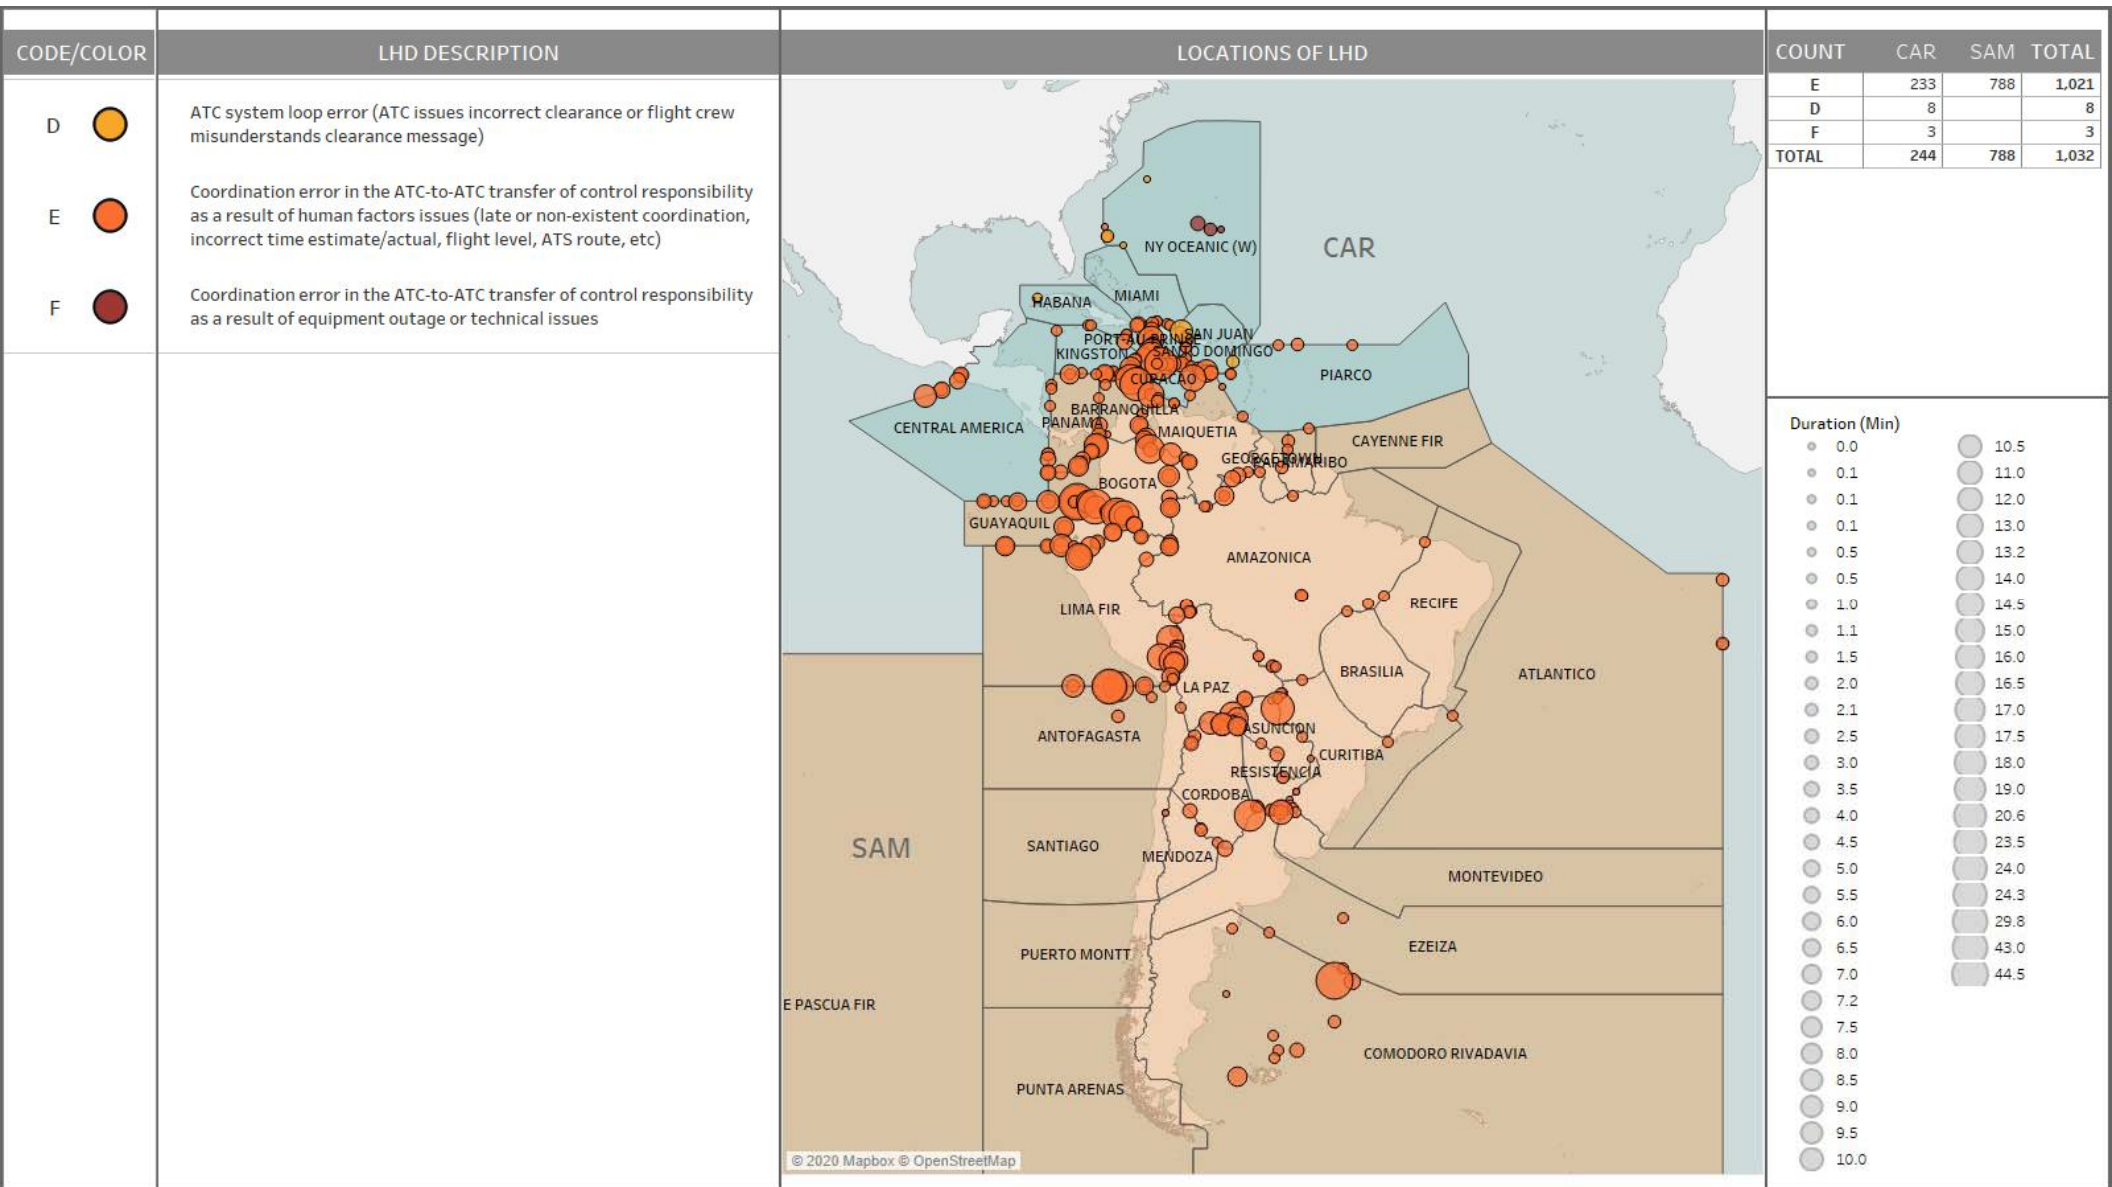 CODE/COLOR
LHD DESCRIPTION
LOCATIONS OF LHD
COUNT CAR SAM TOTAL
E 233 788 1,021
D 8 8
F 3 3
TOTAL 244 788 1,032
D
ATC system loop error (ATC issues incorrect clearance or flight crew
misunderstands clearance message)
E
Coordination error in the ATC-to-ATC transfer of control responsibility
as a result of human factors issues (late or non-existent coordination,
incorrect time estimate/actual, flight level, ATS route, etc)
F
Coordination error in the ATC-to-ATC transfer of control responsibility
as a result of equipment outage or technical issues
NY OCEANIC (W)
CAR
HABANA
MIAMI
PORT-AU-PRINCE
SAN JUAN
KINGSTON
SANTO DOMINGO
CURACAO
PIARCO
BARRANQUILLA
PANAMA
CENTRAL AMERICA
MAIQUETIA
CAYENNE FIR
GEORGETOWN
PARAMARIBO
BOGOTA
GUAYAQUIL
AMAZONICA
LIMA FIR
RECIFE
BRASILIA
ATLANTICO
LA PAZ
ANTOFAGASTA
ASUNCION
CURITIBA
RESISTENCIA
CORDOBA
SAM
SANTIAGO
MENDOZA
MONTEVIDEO
PUERTO MONTT
EZEIZA
E PASCUA FIR
COMODORO RIVADAVIA
PUNTA ARENAS
© 2020 Mapbox © OpenStreetMap
Duration (Min)
0.0
0.1
0.1
0.1
0.5
0.5
1.0
1.1
1.5
2.0
2.1
2.5
3.0
3.5
4.0
4.5
5.0
5.5
6.0
6.5
7.0
7.2
7.5
8.0
8.5
9.0
9.5
10.0
10.5
11.0
12.0
13.0
13.2
14.0
14.5
15.0
16.0
16.5
17.0
17.5
18.0
19.0
20.6
23.5
24.0
24.3
29.8
43.0
44.5